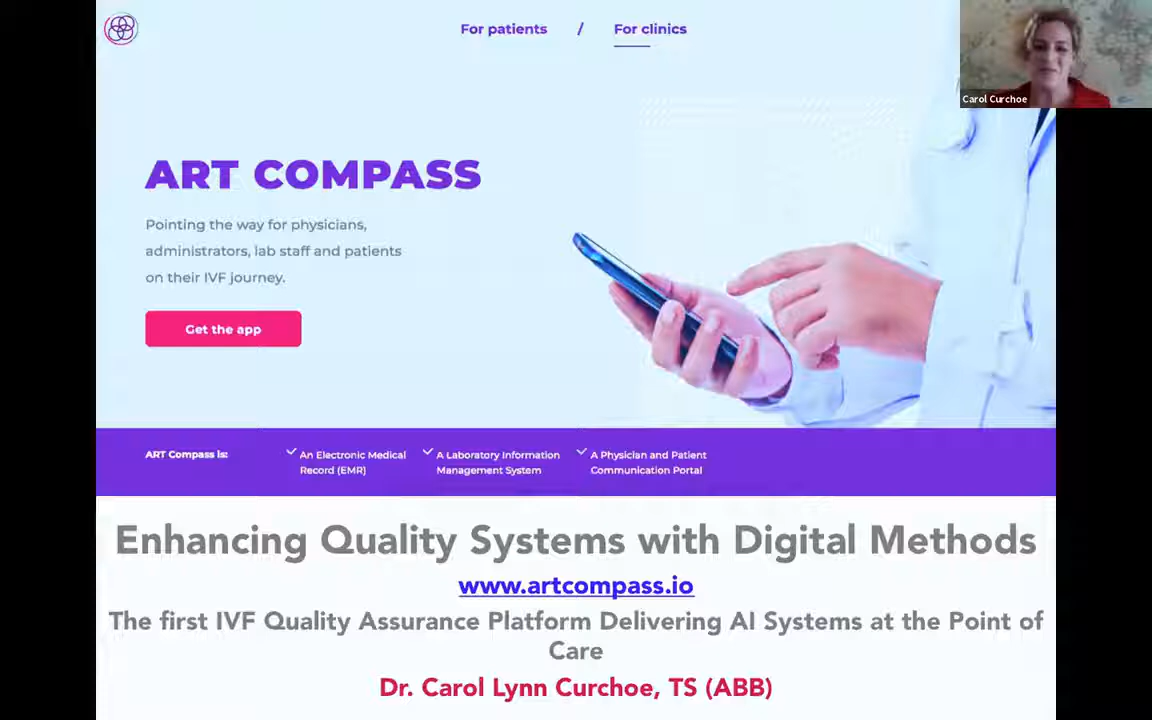 For patients / For clinics
Carol Curchoe
ART COMPASS
Pointing the way for physicians,
administrators, lab staff and patients
on their IVF journey.
Get the app
ART Compass is:
An Electronic Medical
Record (EMR)
A Laboratory Information
Management System
A Physician and Patient
Communication Portal
Enhancing Quality Systems with Digital Methods
www.artcompass.io
The first IVF Quality Assurance Platform Delivering AI Systems at the Point of
Care
Dr. Carol Lynn Curchoe, TS (ABB)